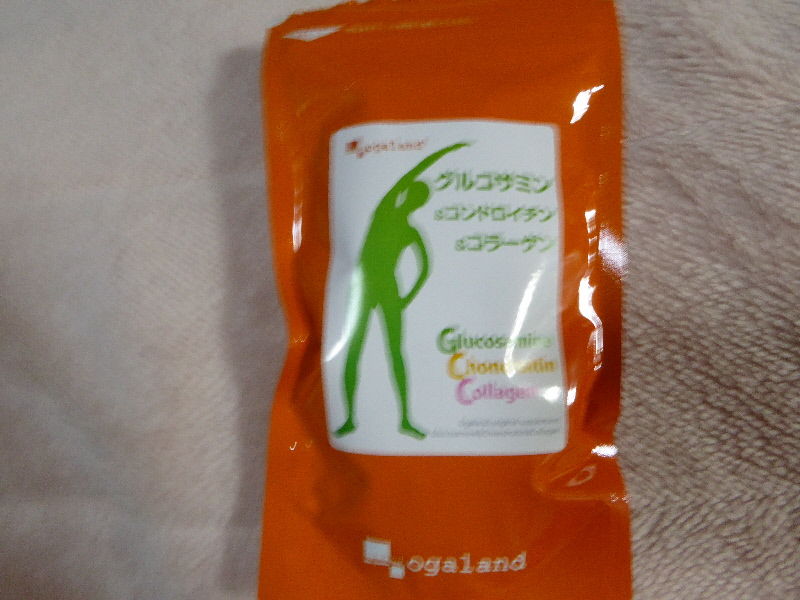 ogaland
グルコサミン
&コンドロイチン
&コラーゲン
Glucosamine
Chondroitin
Collagen
ogaland